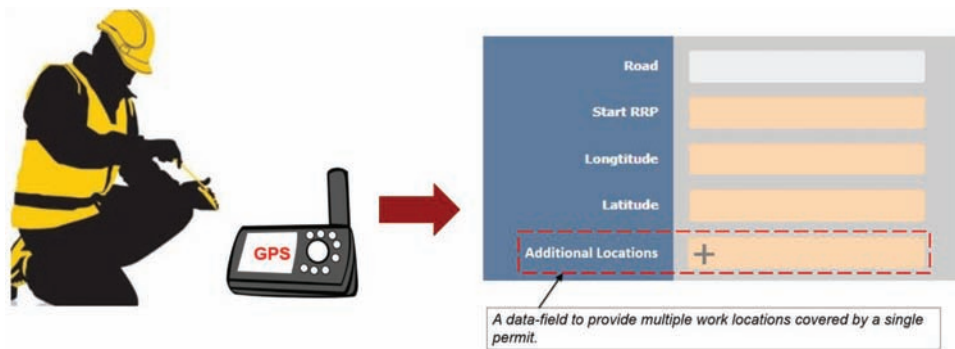 GPS
Road
Start RRP
Longtitude
Latitude
Additional Locations
+
A data-field to provide multiple work locations covered by a single
permit.